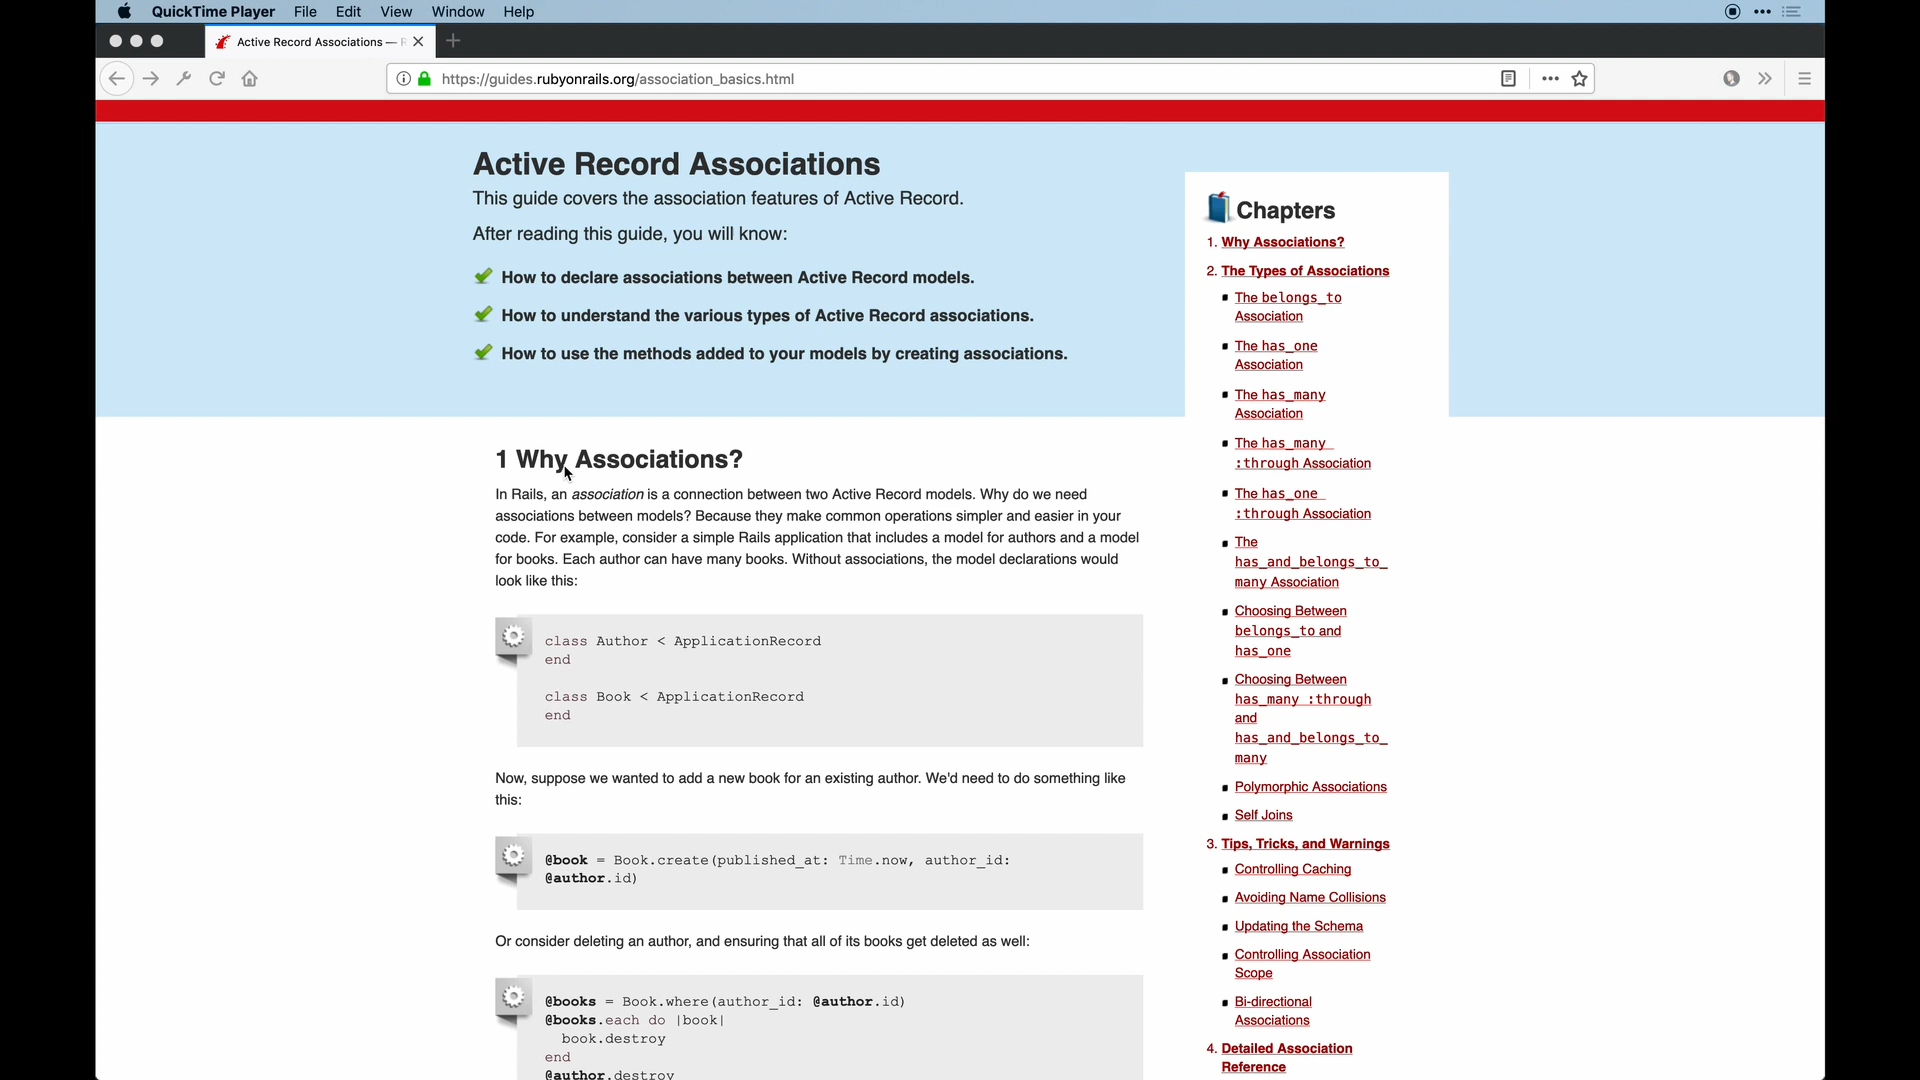 QuickTime Player File Edit View Window Help
Active Record Associations — R
https://guides.rubyonrails.org/association_basics.html
Active Record Associations
This guide covers the association features of Active Record.
After reading this guide, you will know:
How to declare associations between Active Record models.
How to understand the various types of Active Record associations.
How to use the methods added to your models by creating associations.
1 Why Associations?
In Rails, an association is a connection between two Active Record models. Why do we need
associations between models? Because they make common operations simpler and easier in your
code. For example, consider a simple Rails application that includes a model for authors and a model
for books. Each author can have many books. Without associations, the model declarations would
look like this:
class Author < ApplicationRecord
end
class Book < ApplicationRecord
end
Now, suppose we wanted to add a new book for an existing author. We'd need to do something like
this:
@book = Book.create(published_at: Time.now, author_id:
@author.id)
Or consider deleting an author, and ensuring that all of its books get deleted as well:
@books = Book.where(author_id: @author.id)
@books.each do |book|
book.destroy
end
@author.destroy
Chapters
1. Why Associations?
2. The Types of Associations
The belongs_to
Association
The has_one
Association
The has_many
Association
The has_many
:through Association
The has_one
:through Association
The
has_and_belongs_to_
many Association
Choosing Between
belongs_to and
has_one
Choosing Between
has_many :through
and
has_and_belongs_to_
many
Polymorphic Associations
Self Joins
3. Tips, Tricks, and Warnings
Controlling Caching
Avoiding Name Collisions
Updating the Schema
Controlling Association
Scope
Bi-directional
Associations
4. Detailed Association
Reference